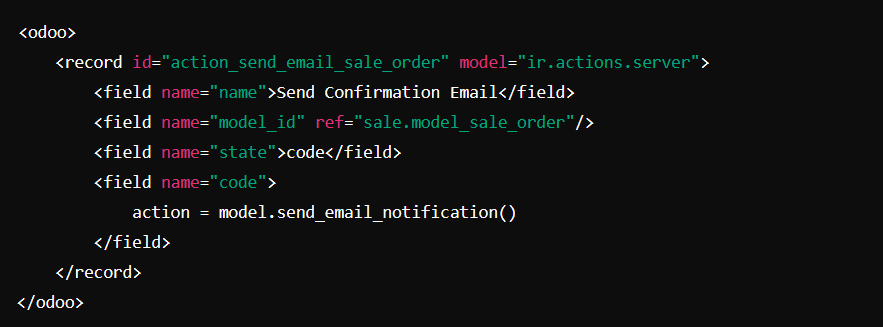 <odoo>
    <record id="action_send_email_sale_order" model="ir.actions.server">
        <field name="name">Send Confirmation Email</field>
        <field name="model_id" ref="sale.model_sale_order"/>
        <field name="state">code</field>
        <field name="code">
            action = model.send_email_notification()
        </field>
    </record>
</odoo>